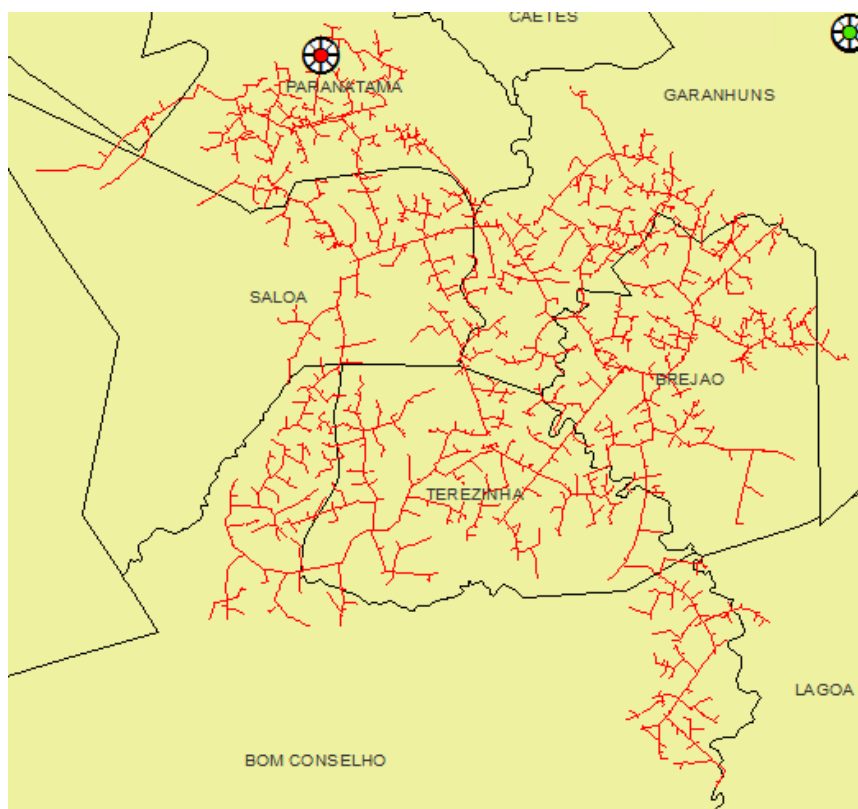 CAETES
PARANATAMA
GARANHUNS
SALOA
BREJAO
TEREZINHA
LAGOA
BOM CONSELHO